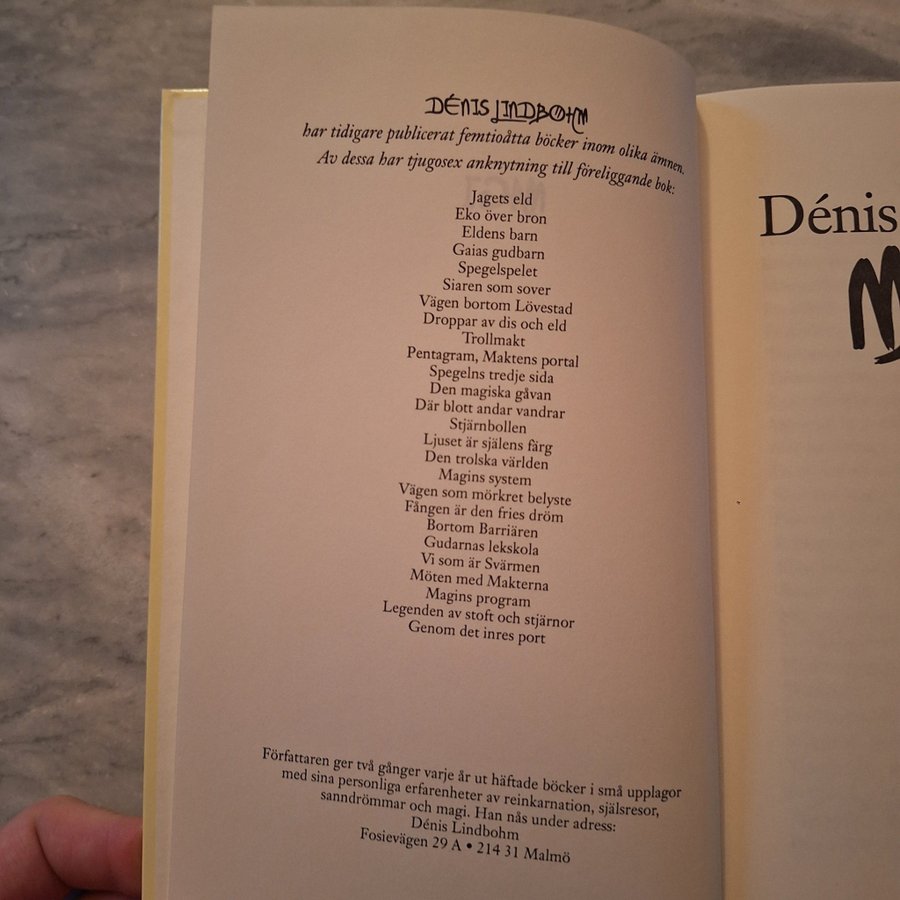 DÉNIS LINDBOHM
har tidigare publicerat femtioåtta böcker inom olika ämnen.
Av dessa har tjugosex anknytning till föreliggande bok:
Jagets eld
Eko över bron
Eldens barn
Gaias gudbarn
Spegelspelet
Siaren som sover
Vägen bortom Lövestad
Droppar av dis och eld
Trollmakt
Pentagram, Maktens portal
Spegelns tredje sida
Den magiska gåvan
Där blott andar vandrar
Stjärnbollen
Ljuset är själens färg
Den trolska världen
Magins system
Vägen som mörkret belyste
Fången är den fries dröm
Bortom Barriären
Gudarnas lekskola
Vi som är Svärmen
Möten med Makterna
Magins program
Legenden av stoft och stjärnor
Genom det inres port
Författaren ger två gånger varje år ut häftade böcker i små upplagor
med sina personliga erfarenheter av reinkarnation, själsresor,
sanndrömmar och magi. Han nås under adress:
Dénis Lindbohm
Fosievägen 29 A • 214 31 Malmö
Dénis